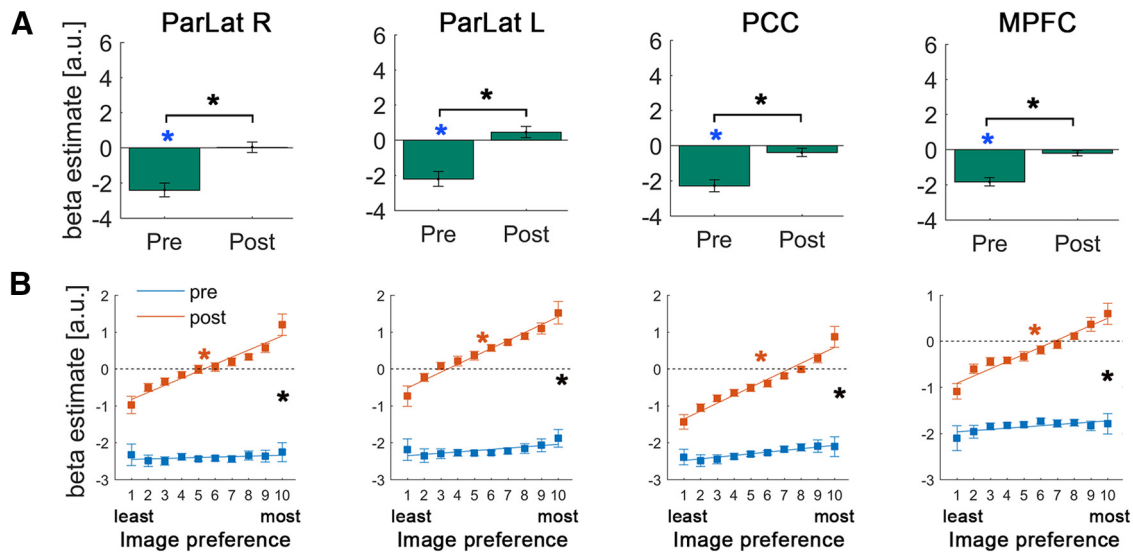 A
ParLat R
ParLat L
PCC
MPFC
beta estimate [a.u.]
6
4
2
0
-2
-4
6
4
2
0
-2
-4
6
4
2
0
-2
-4
6
4
2
0
-2
-4
*
*
*
*
*
*
*
*
Pre Post
Pre Post
Pre Post
Pre Post
B
beta estimate [a.u.]
pre
post
2
1
0
-1
-2
-3
2
1
0
-1
-2
-3
2
1
0
-1
-2
-3
1
0
-1
-2
-3
*
*
*
*
*
*
*
*
1 2 3 4 5 6 7 8 9 10
1 2 3 4 5 6 7 8 9 10
1 2 3 4 5 6 7 8 9 10
1 2 3 4 5 6 7 8 9 10
least most
least most
least most
least most
Image preference
Image preference
Image preference
Image preference